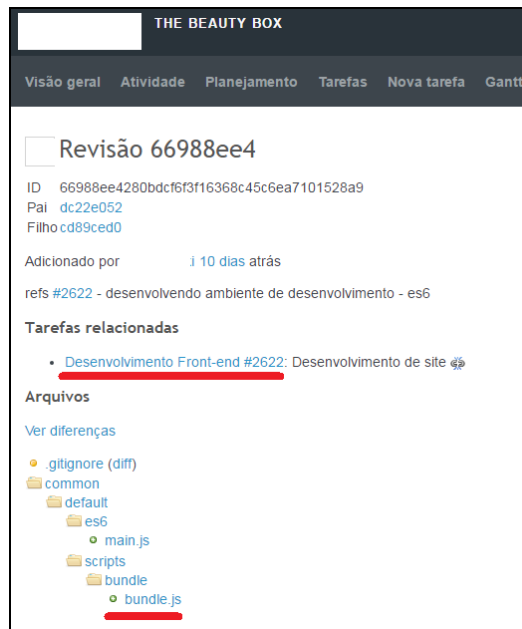 THE BEAUTY BOX
Visão geral Atividade Planejamento Tarefas Nova tarefa Gantt
Revisão 66988ee4
ID 66988ee4280bdcf6f3f16368c45c6ea7101528a9
Pai dc22e052
Filho cd89ced0
Adicionado por .i 10 dias atrás
refs #2622 - desenvolvendo ambiente de desenvolvimento - es6
Tarefas relacionadas
Desenvolvimento Front-end #2622: Desenvolvimento de site
Arquivos
Ver diferenças
.gitignore (diff)
common
default
es6
main.js
scripts
bundle
bundle.js